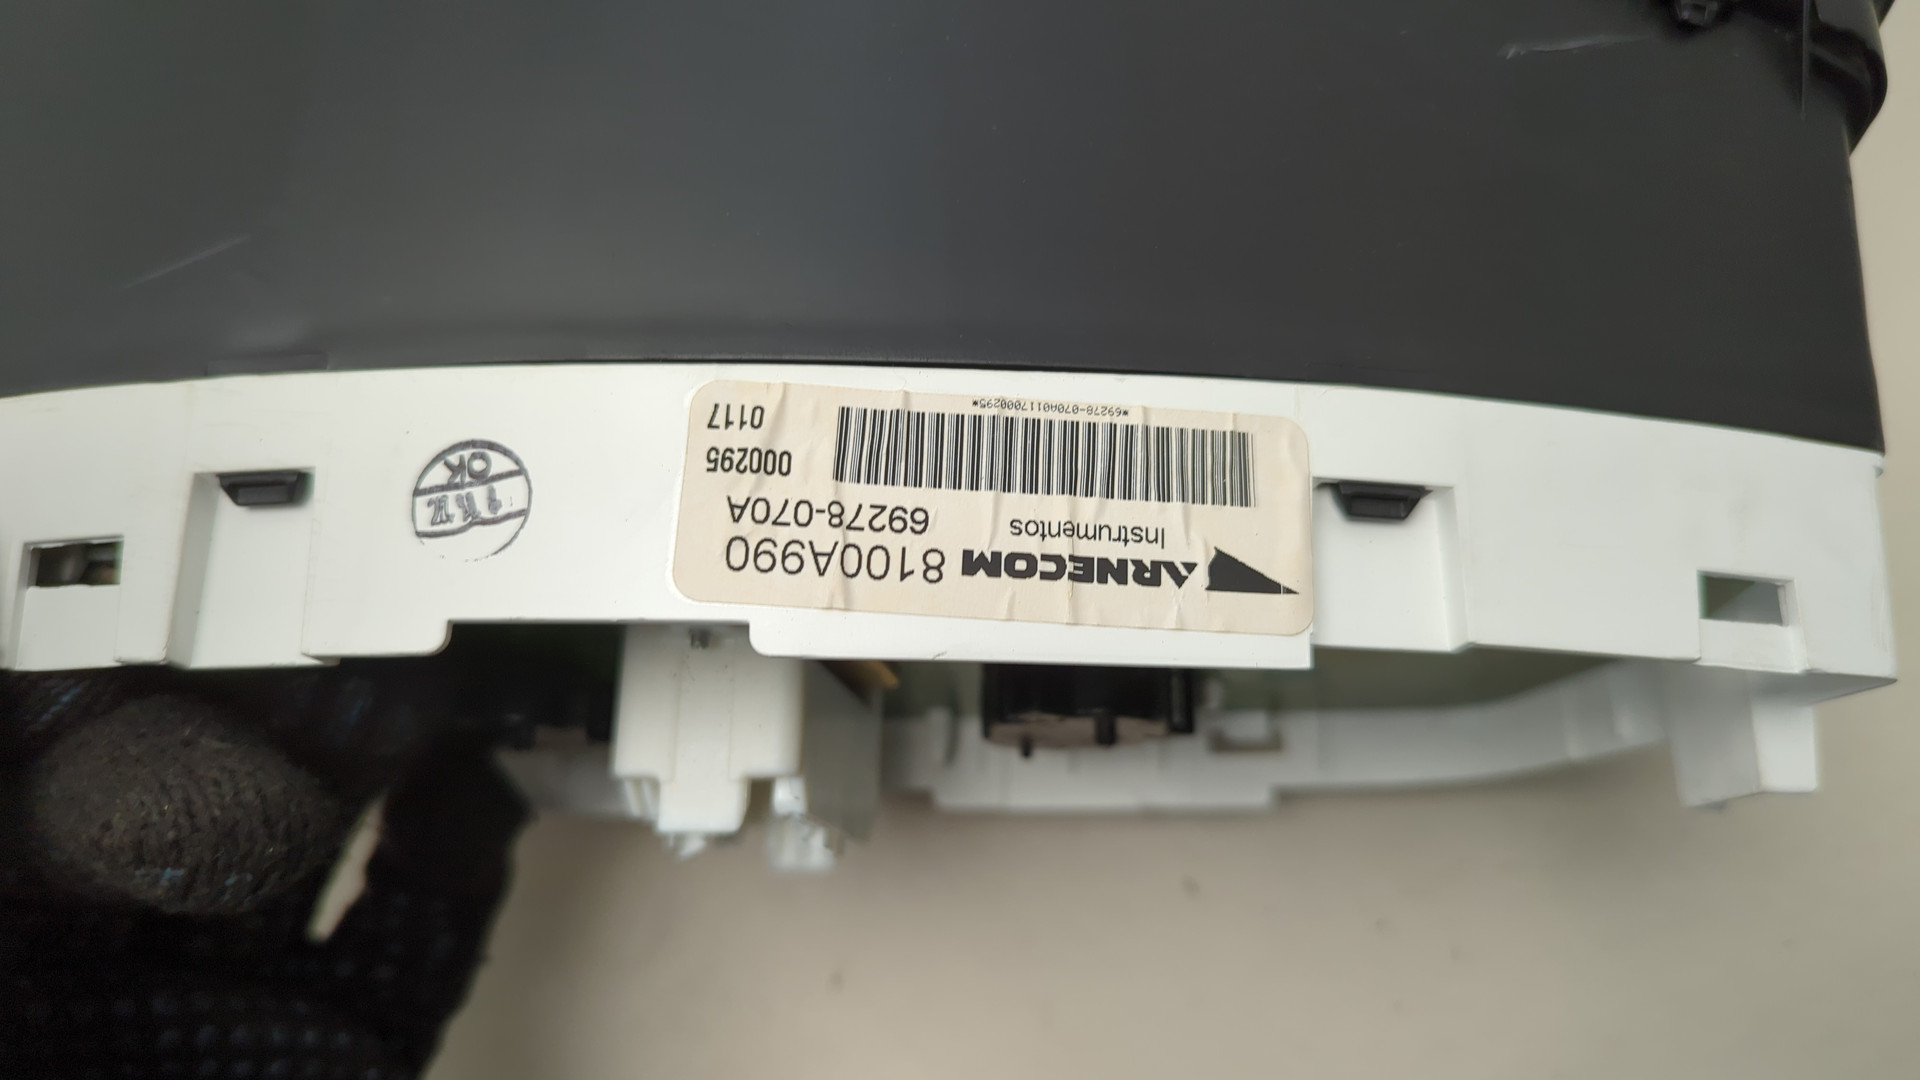 ARNECOM 8100A990
Instrumentos 69278-070A
000295
0117
*69278-070A0117000295*
OK